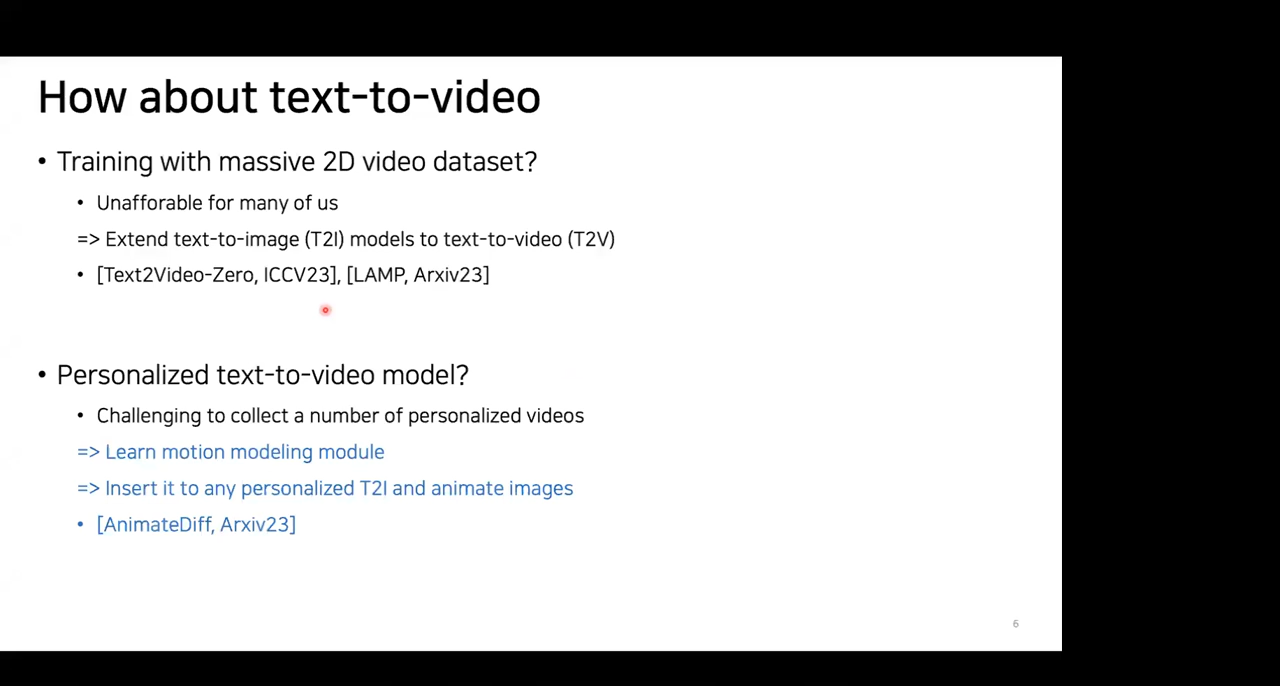 How about text-to-video
• Training with massive 2D video dataset?
• Unafforable for many of us
=> Extend text-to-image (T2I) models to text-to-video (T2V)
• [Text2Video-Zero, ICCV23], [LAMP, Arxiv23]
• Personalized text-to-video model?
• Challenging to collect a number of personalized videos
=> Learn motion modeling module
=> Insert it to any personalized T2I and animate images
• [AnimateDiff, Arxiv23]
6